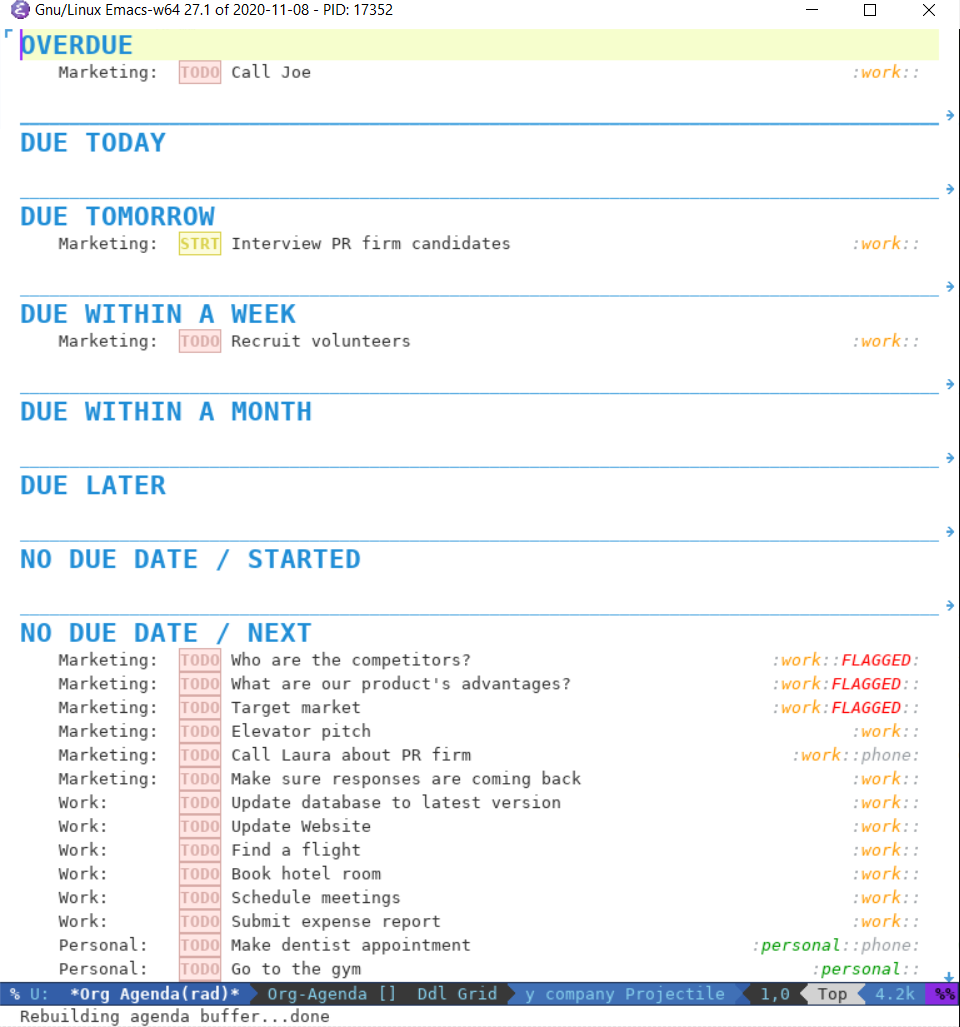 Gnu/Linux Emacs-w64 27.1 of 2020-11-08 - PID: 17352
OVERDUE
Marketing: TODO Call Joe :work::
DUE TODAY
DUE TOMORROW
Marketing: STRT Interview PR firm candidates :work::
DUE WITHIN A WEEK
Marketing: TODO Recruit volunteers :work::
DUE WITHIN A MONTH
DUE LATER
NO DUE DATE / STARTED
NO DUE DATE / NEXT
Marketing: TODO Who are the competitors? :work::FLAGGED:
Marketing: TODO What are our product's advantages? :work:FLAGGED::
Marketing: TODO Target market :work:FLAGGED::
Marketing: TODO Elevator pitch :work::
Marketing: TODO Call Laura about PR firm :work::phone:
Marketing: TODO Make sure responses are coming back :work::
Work: TODO Update database to latest version :work::
Work: TODO Update Website :work::
Work: TODO Find a flight :work::
Work: TODO Book hotel room :work::
Work: TODO Schedule meetings :work::
Work: TODO Submit expense report :work::
Personal: TODO Make dentist appointment :personal::phone:
Personal: TODO Go to the gym :personal::
% U: *Org Agenda(rad)* Org-Agenda [] Ddl Grid y company Projectile 1,0 Top 4.2k %%
Rebuilding agenda buffer...done